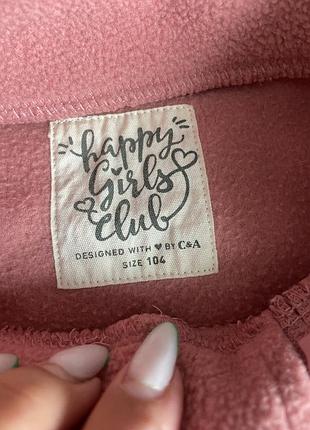 happy
Girls
Club
DESIGNED WITH ♥ BY C&A
SIZE 104